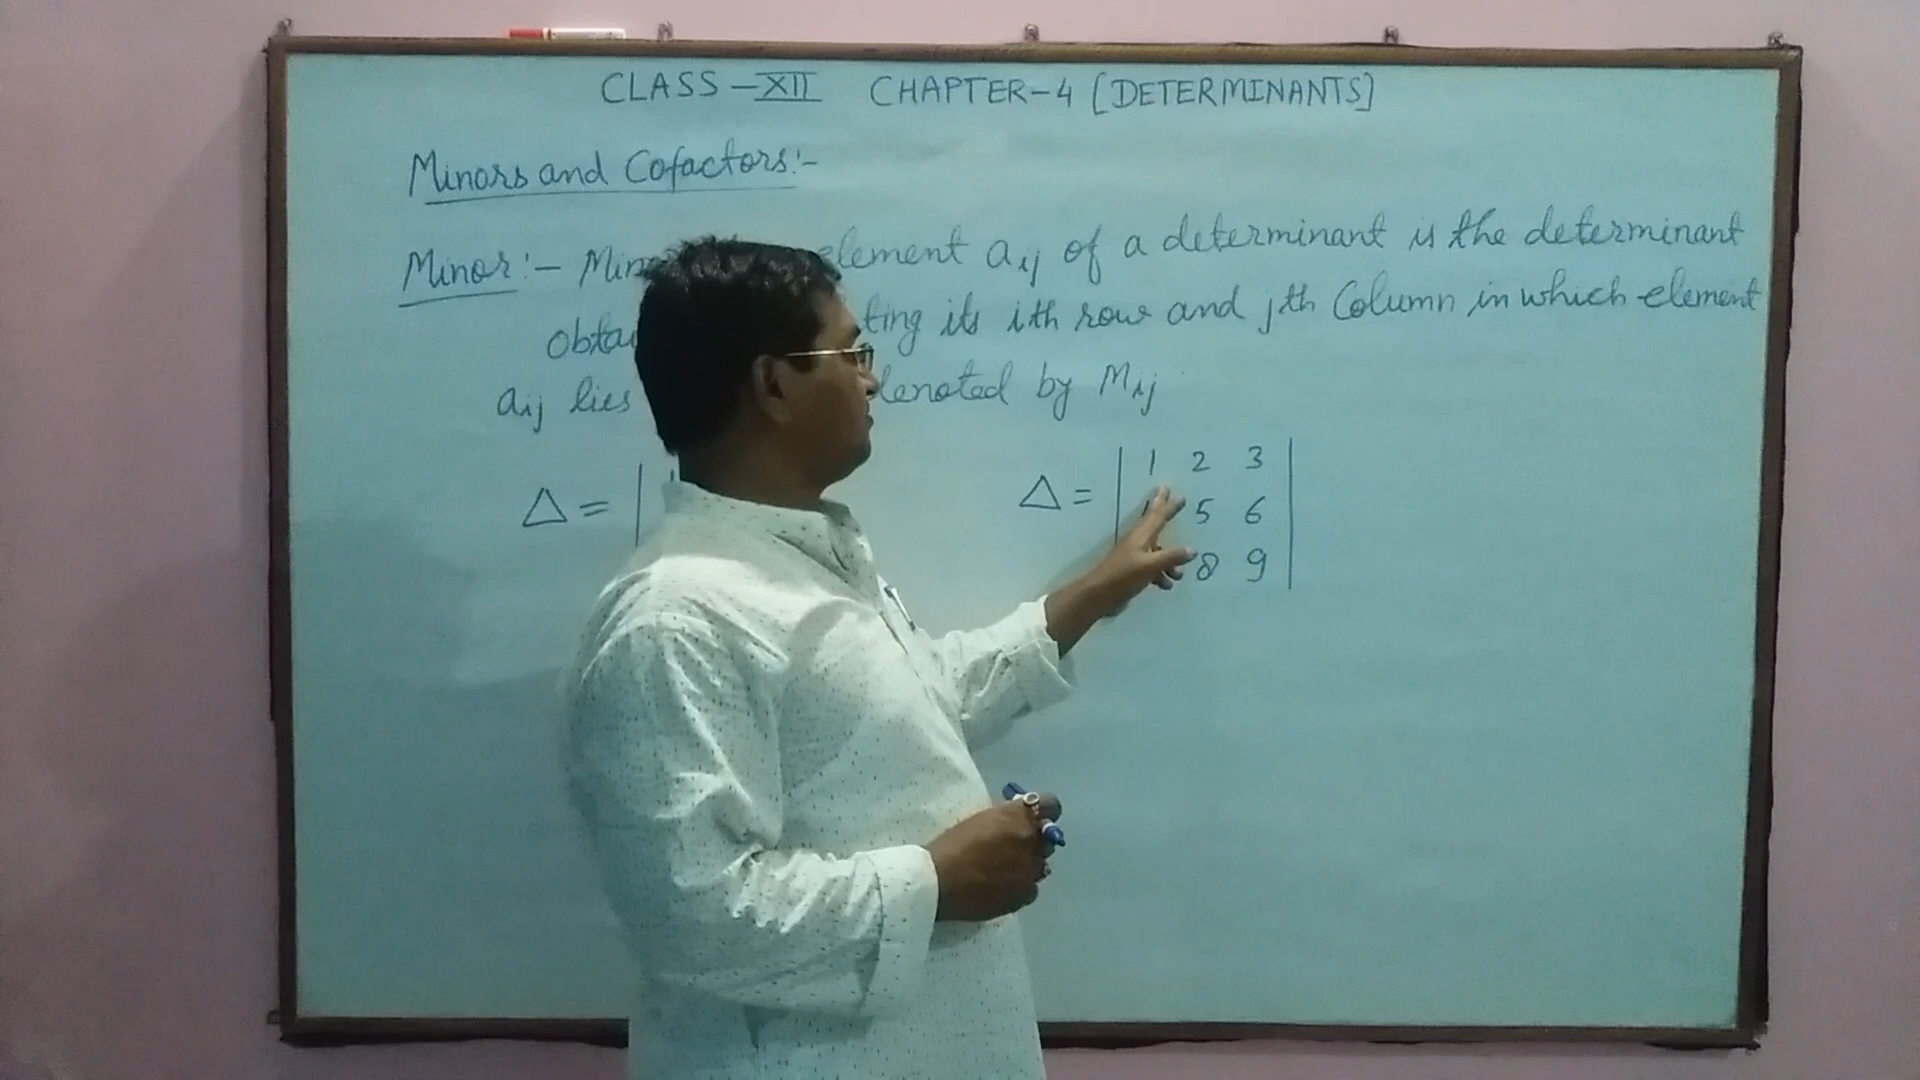 CLASS - XII CHAPTER-4 [DETERMINANTS]
Minors and Cofactors:-
Minor:- element aij of a determinant is the determinant
its ith row and jth Column in which element
aij lies denoted by Mij
Δ = | Δ = | 1 2 3 |
5 6
8 9